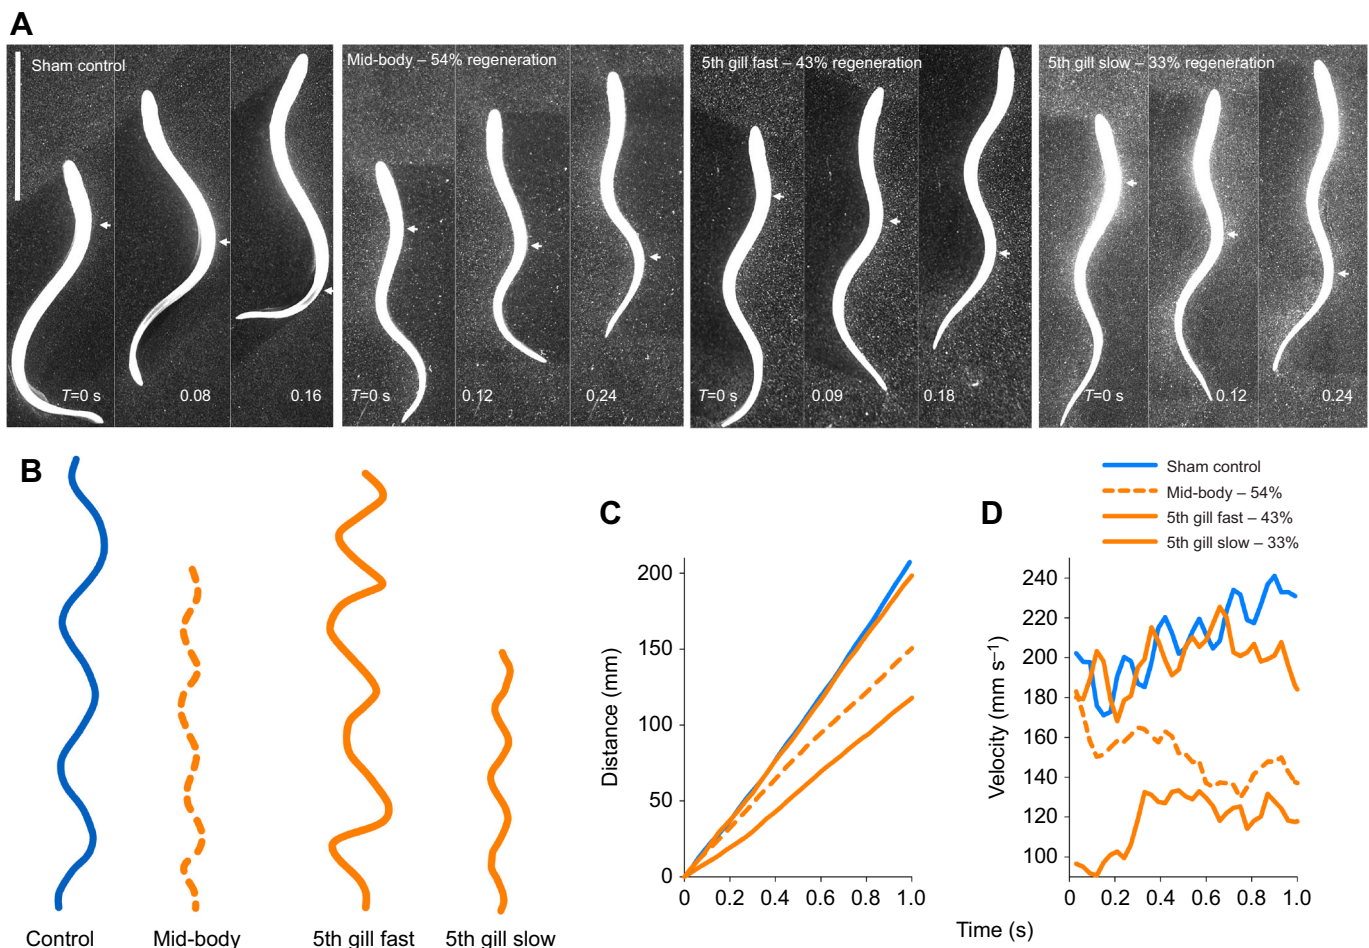 A
Sham control
T=0 s
0.08
0.16
Mid-body – 54% regeneration
T=0 s
0.12
0.24
5th gill fast – 43% regeneration
T=0 s
0.09
0.18
5th gill slow – 33% regeneration
T=0 s
0.12
0.24
B
Control
Mid-body
5th gill fast
5th gill slow
C
Distance (mm)
200
150
100
50
0
0
0.2
0.4
0.6
0.8
1.0
D
Sham control
Mid-body – 54%
5th gill fast – 43%
5th gill slow – 33%
Velocity (mm s–1)
240
220
200
180
160
140
120
100
0
0.2
0.4
0.6
0.8
1.0
Time (s)